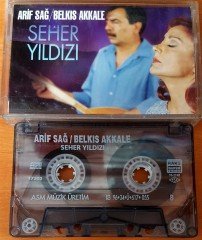 ARİF SAĞ/BELKIS AKKALE
SEHER
YILDIZI
ARİF SAĞ / BELKIS AKKALE
SEHER YILDIZI
ASM MÜZİK ÜRETİM
B